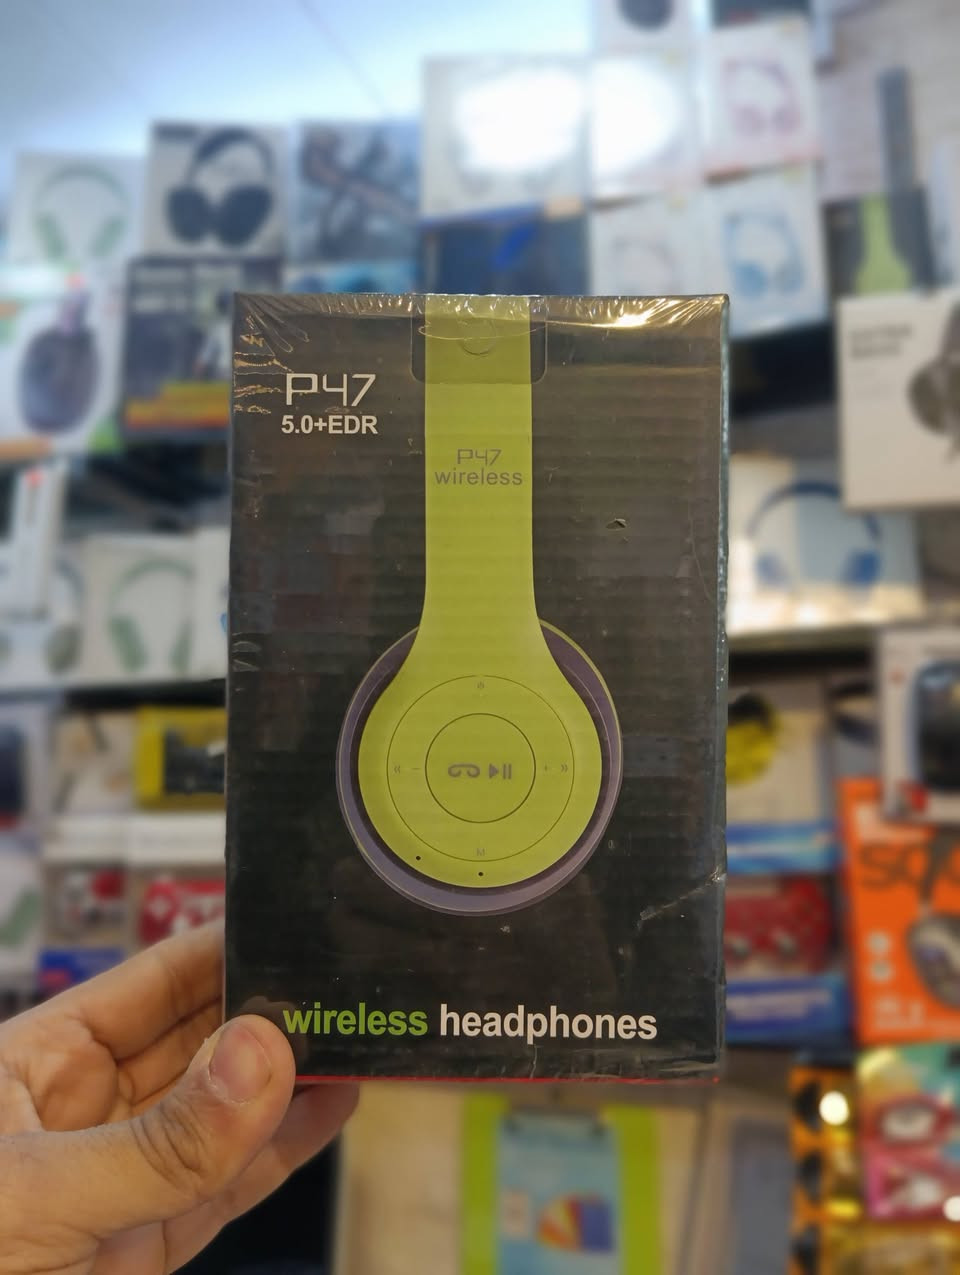 P47
5.0+EDR
P47
wireless
M
wireless headphones